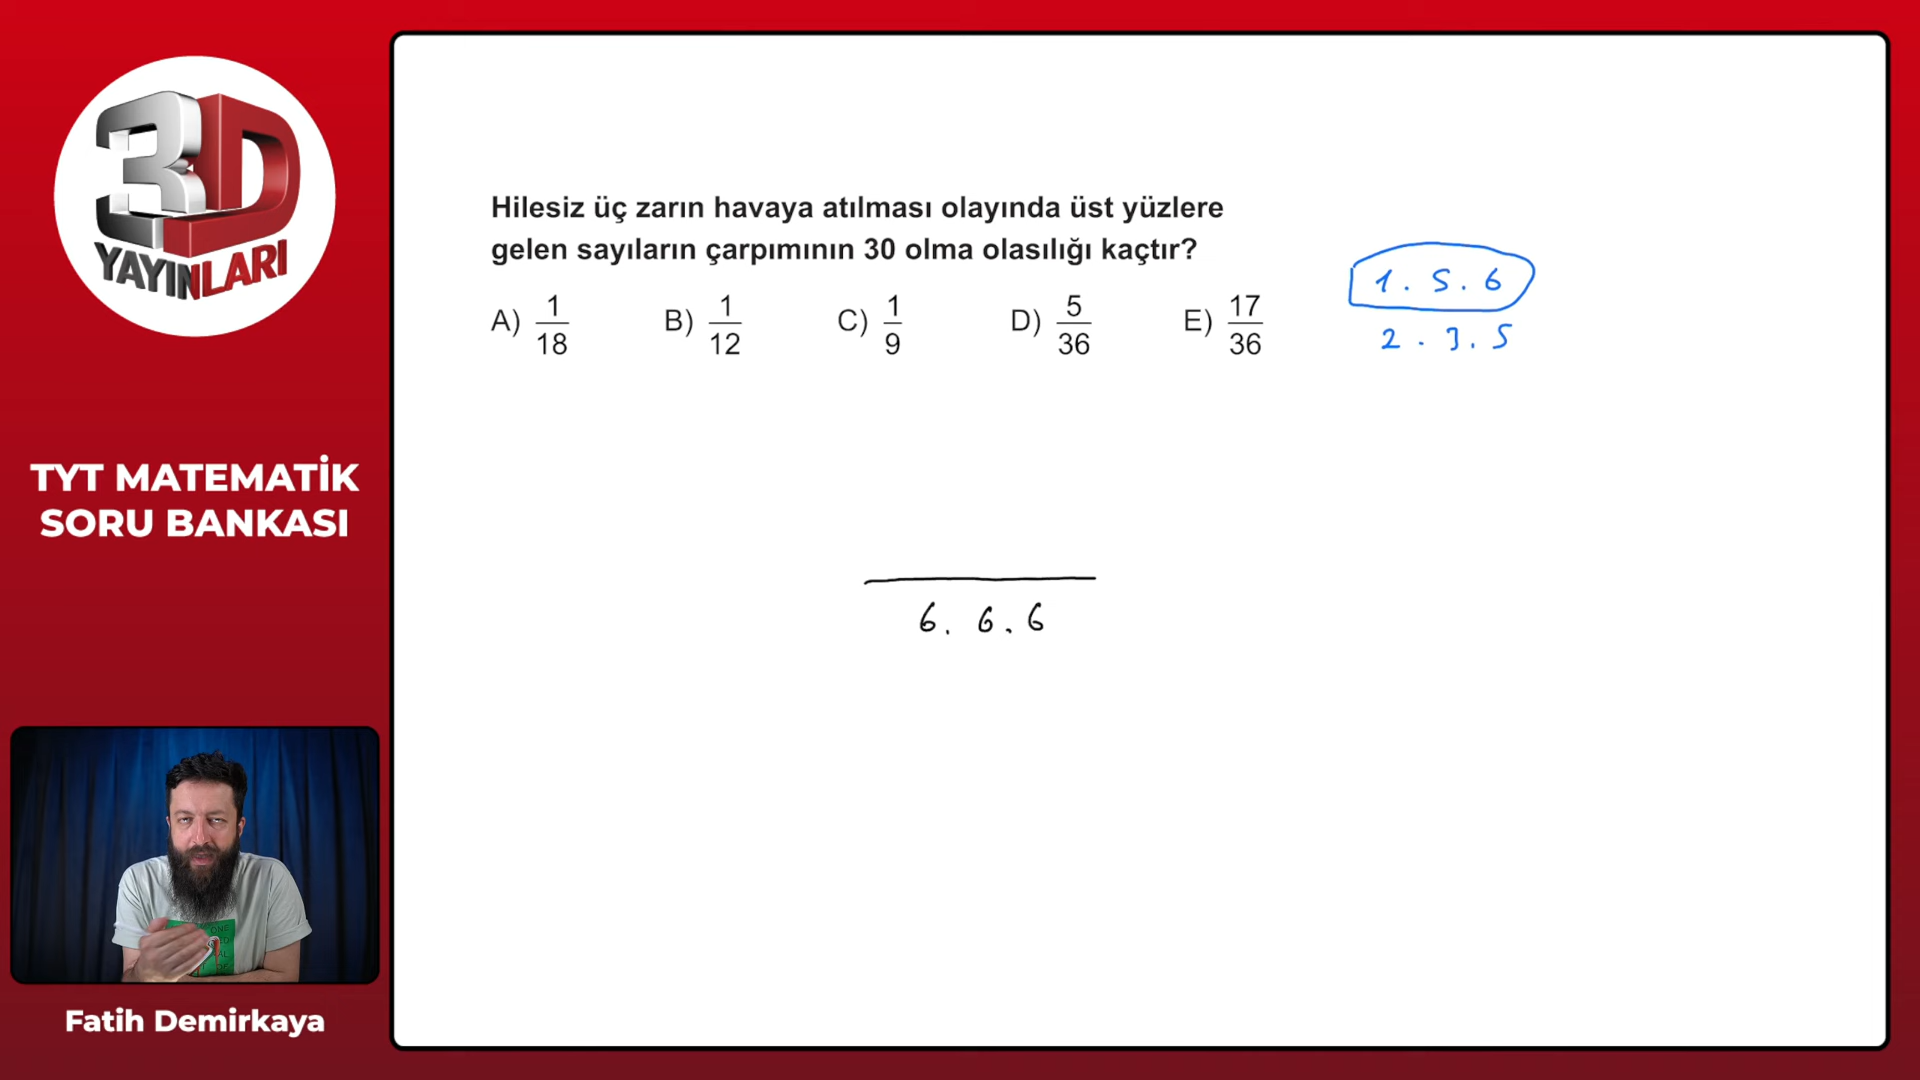 3D
YAYINLARI
TYT MATEMATİK
SORU BANKASI
Fatih Demirkaya
Hilesiz üç zarın havaya atılması olayında üst yüzlere
gelen sayıların çarpımının 30 olma olasılığı kaçtır?
A) 1/18 B) 1/12 C) 1/9 D) 5/36 E) 17/36
1 . 5 . 6
2 . 3 . 5
6 . 6 . 6